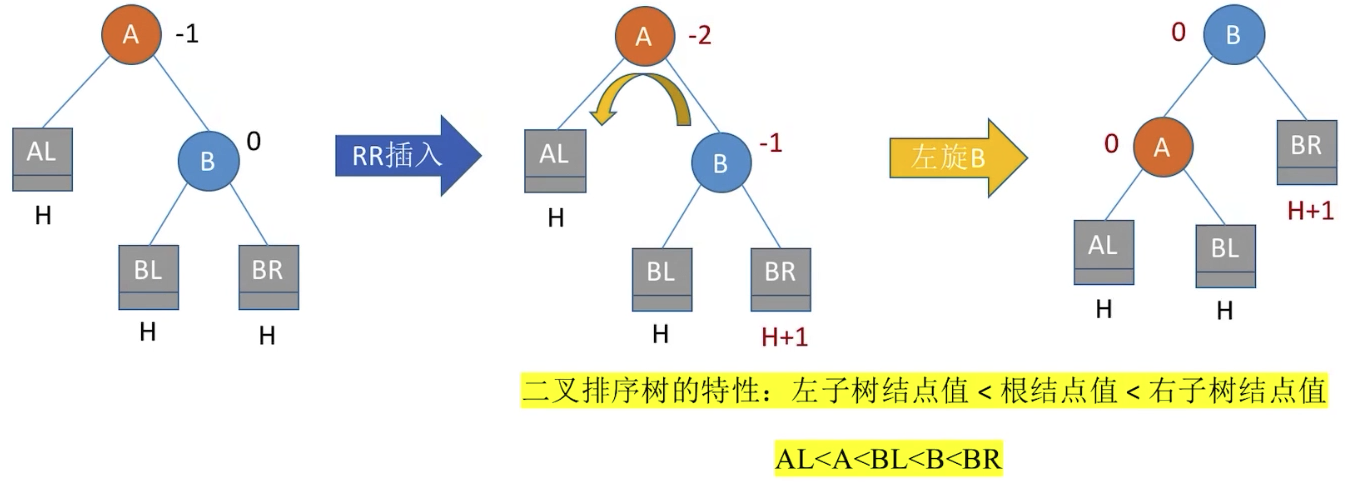 A -1
AL
H
B 0
BL
H
BR
H
RR插入
A -2
AL
H
B -1
BL
H
BR
H+1
左旋B
0 B
0 A
BR
H+1
AL
H
BL
H
二叉排序树的特性：左子树结点值 < 根结点值 < 右子树结点值
AL<A<BL<B<BR